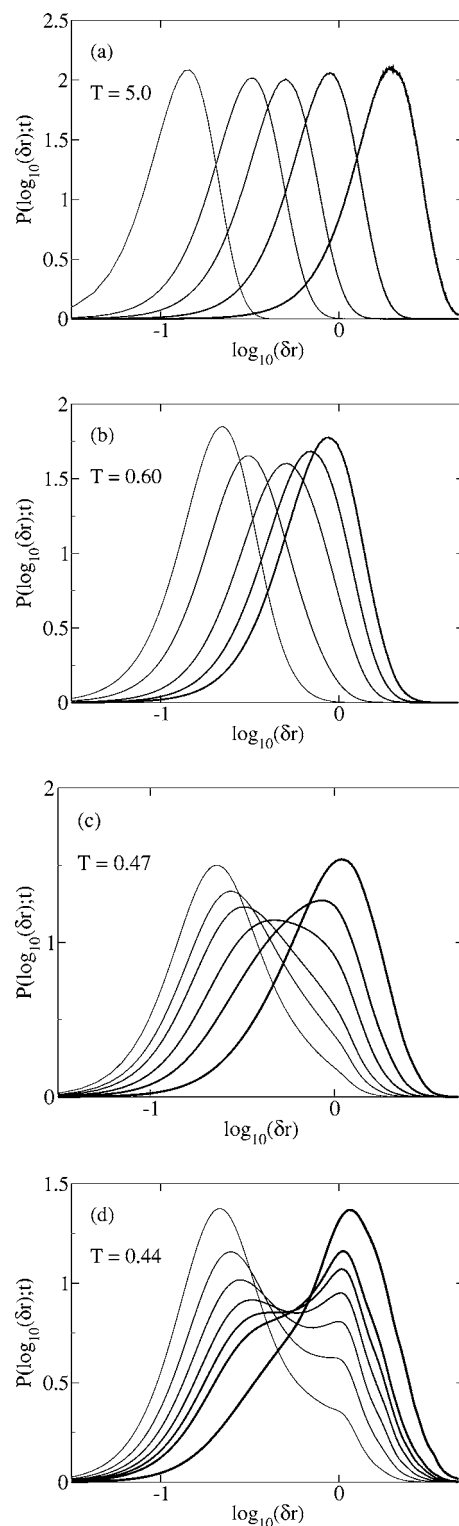 2.5
(a)
2
T = 5.0
1.5
P(log₁₀(δr);t)
1
0.5
0
-1
0
log₁₀(δr)
2
(b)
1.5
T = 0.60
P(log₁₀(δr);t)
1
0.5
0
-1
0
log₁₀(δr)
2
(c)
T = 0.47
P(log₁₀(δr);t)
1
0
-1
0
log₁₀(δr)
1.5
(d)
T = 0.44
1
P(log₁₀(δr);t)
0.5
0
-1
0
log₁₀(δr)